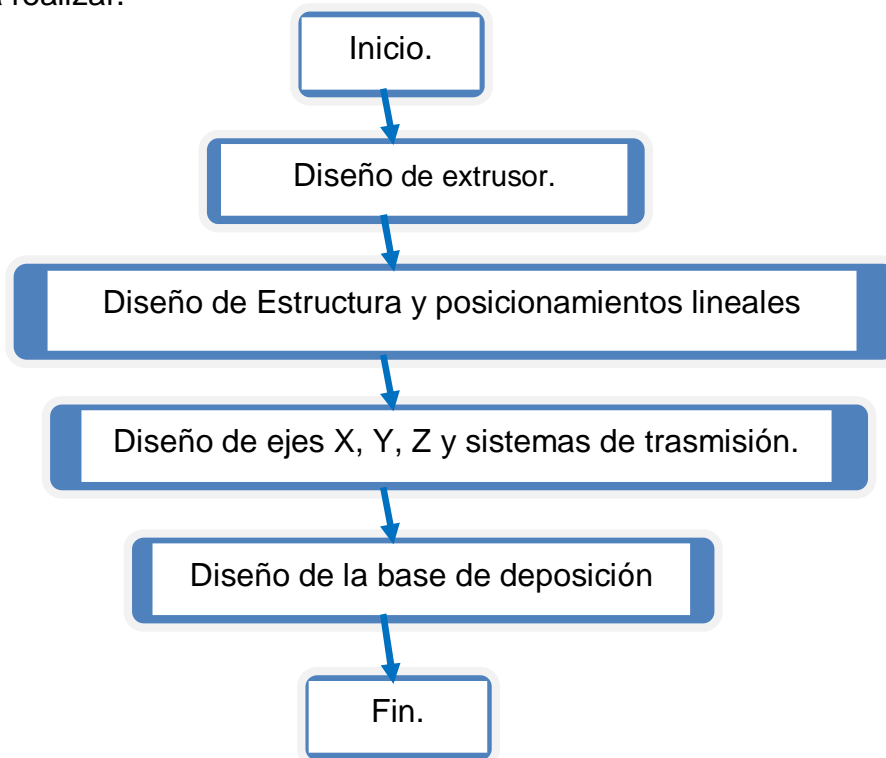 realizar.
Inicio.
Diseño de extrusor.
Diseño de Estructura y posicionamientos lineales
Diseño de ejes X, Y, Z y sistemas de trasmisión.
Diseño de la base de deposición
Fin.